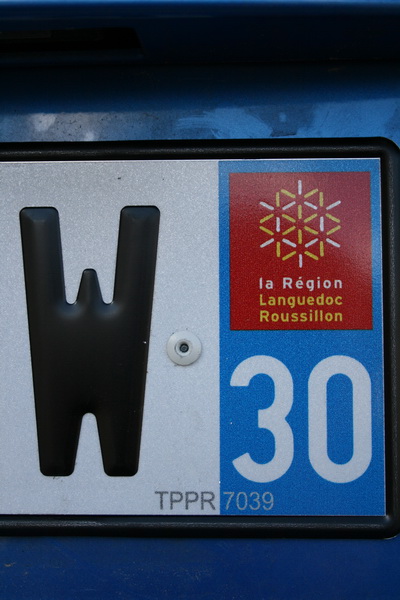 W
la Région
Languedoc
Roussillon
30
TPPR 7039